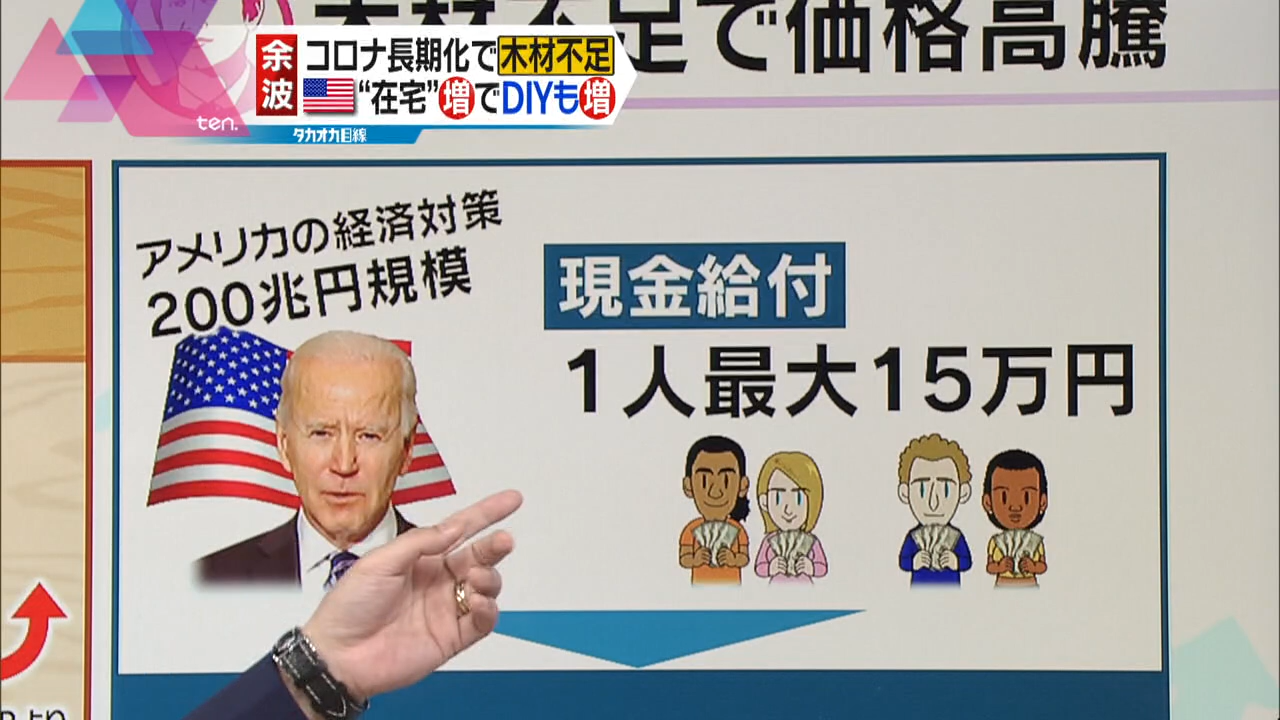 木材不足で価格高騰
余波
コロナ長期化で木材不足
“在宅”増でDIYも増
ten.
タカオカ目線
アメリカの経済対策
200兆円規模
現金給付
1人最大15万円